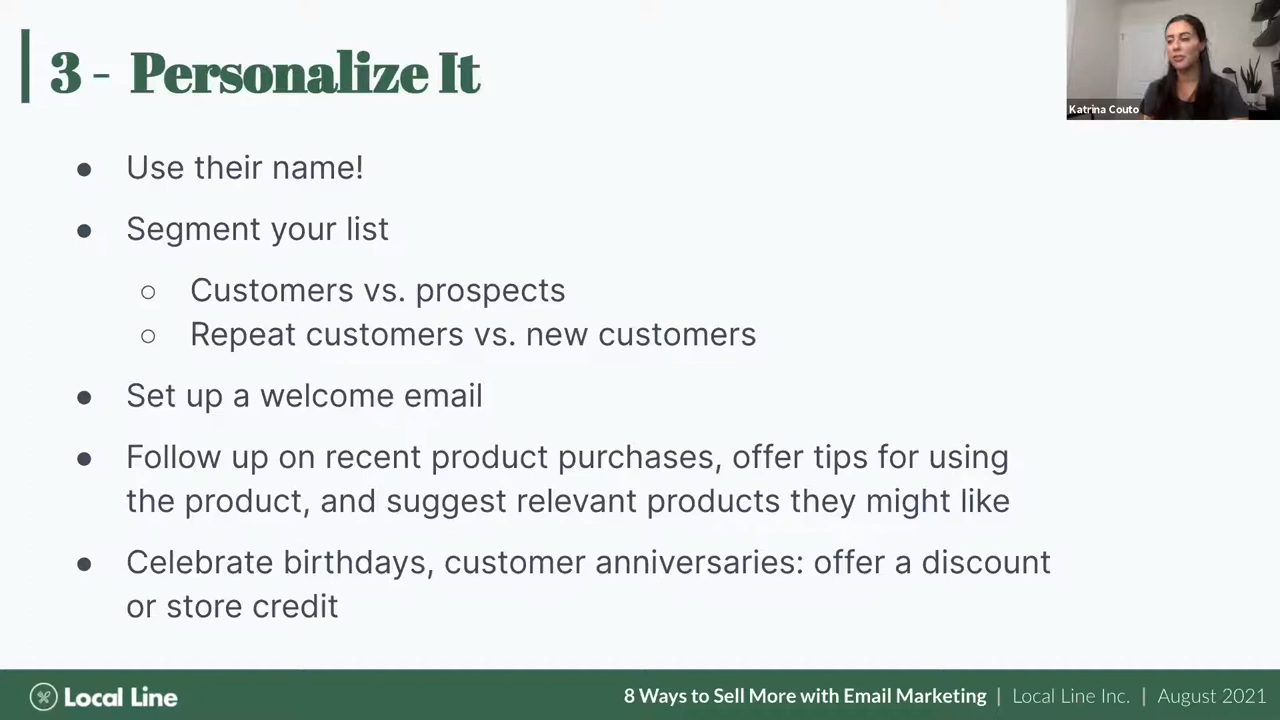 3 - Personalize It
Katrina Couto
● Use their name!
● Segment your list
○ Customers vs. prospects
○ Repeat customers vs. new customers
● Set up a welcome email
● Follow up on recent product purchases, offer tips for using
the product, and suggest relevant products they might like
● Celebrate birthdays, customer anniversaries: offer a discount
or store credit
Local Line
8 Ways to Sell More with Email Marketing | Local Line Inc. | August 2021